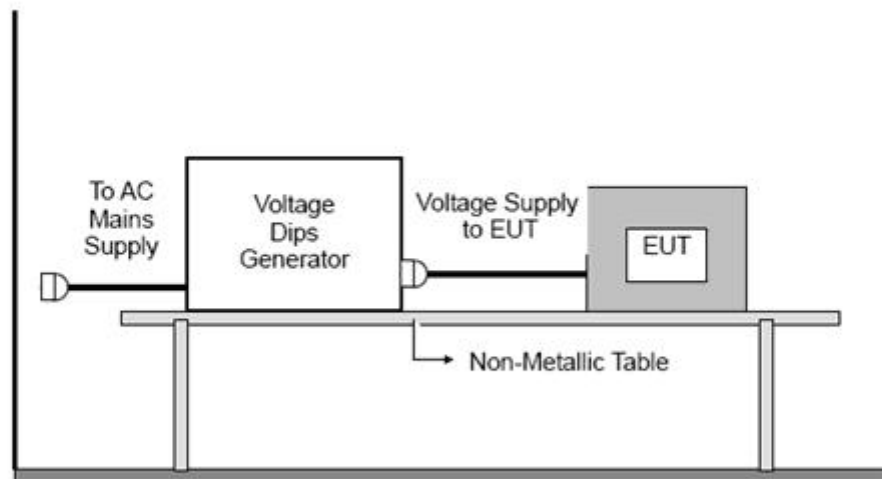 To AC
Mains
Supply
Voltage
Dips
Generator
Voltage Supply
to EUT
EUT
Non-Metallic Table